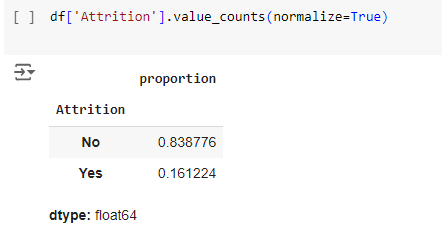 [ ] df['Attrition'].value_counts(normalize=True)
proportion
Attrition
No 0.838776
Yes 0.161224
dtype: float64